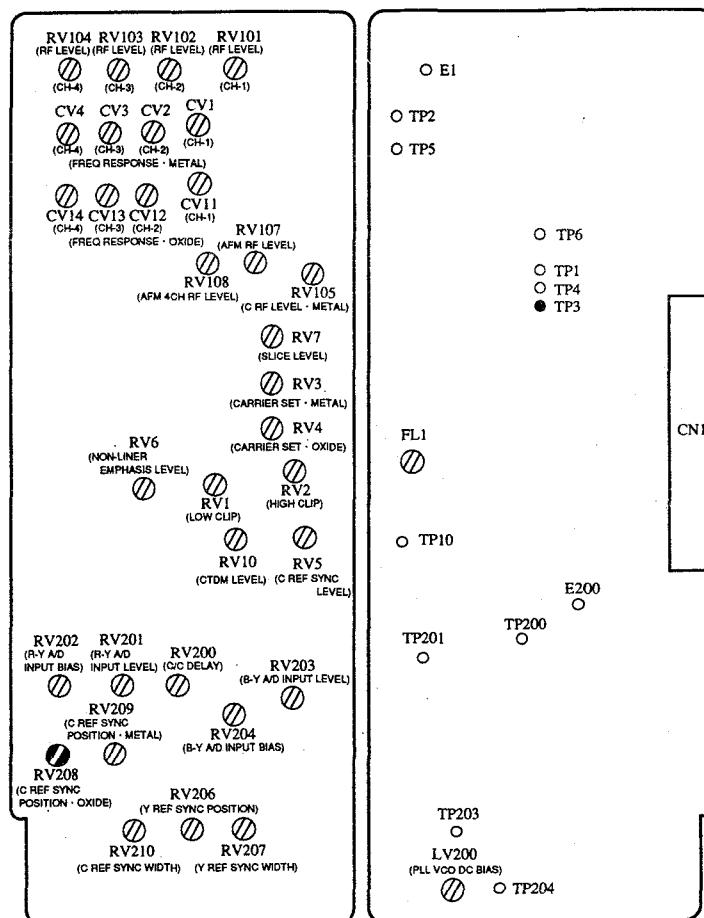 RV104 RV103 RV102 RV101
(RF LEVEL) (RF LEVEL) (RF LEVEL) (RF LEVEL)
(CH-4) (CH-3) (CH-2) (CH-1)
CV4 CV3 CV2 CV1
(CH-4) (CH-3) (CH-2) (CH-1)
(FREQ RESPONSE · METAL)
CV14 CV13 CV12 CV11
(CH-4) (CH-3) (CH-2) (CH-1)
(FREQ RESPONSE · OXIDE)
RV107
(AFM RF LEVEL)
RV108
(AFM 4CH RF LEVEL)
RV105
(C RF LEVEL · METAL)
RV7
(SLICE LEVEL)
RV3
(CARRIER SET · METAL)
RV4
(CARRIER SET · OXIDE)
RV6
(NON-LINER
EMPHASIS LEVEL)
RV1
(LOW CLIP)
RV2
(HIGH CLIP)
RV10
(CTDM LEVEL)
RV5
(C REF SYNC
LEVEL)
RV202
(R-Y A/D
INPUT BIAS)
RV201
(R-Y A/D
INPUT LEVEL)
RV200
(C/C DELAY)
RV203
(B-Y A/D INPUT LEVEL)
RV209
(C REF SYNC
POSITION · METAL)
RV204
(B-Y A/D INPUT BIAS)
RV208
(C REF SYNC
POSITION · OXIDE)
RV206
(Y REF SYNC POSITION)
RV210
(C REF SYNC WIDTH)
RV207
(Y REF SYNC WIDTH)
E1
TP2
TP5
TP6
TP1
TP4
TP3
CN1
FL1
TP10
E200
TP200
TP201
TP203
LV200
(PLL VCO DC BIAS)
TP204